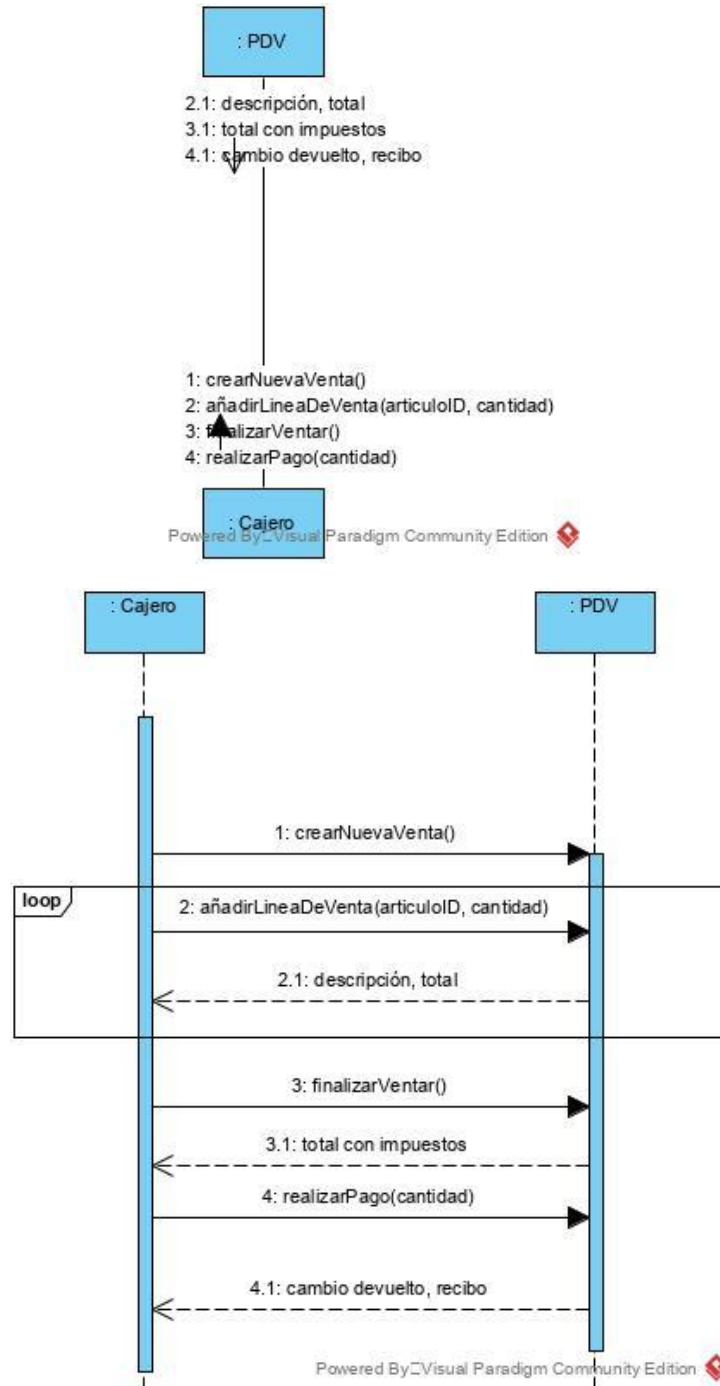 : PDV
2.1: descripción, total
3.1: total con impuestos
4.1: cambio devuelto, recibo
1: crearNuevaVenta()
2: añadirLineaDeVenta(articuloID, cantidad)
3: finalizarVentar()
4: realizarPago(cantidad)
: Cajero
Powered By Visual Paradigm Community Edition
: Cajero
: PDV
1: crearNuevaVenta()
loop
2: añadirLineaDeVenta(articuloID, cantidad)
2.1: descripción, total
3: finalizarVentar()
3.1: total con impuestos
4: realizarPago(cantidad)
4.1: cambio devuelto, recibo
Powered By Visual Paradigm Community Edition